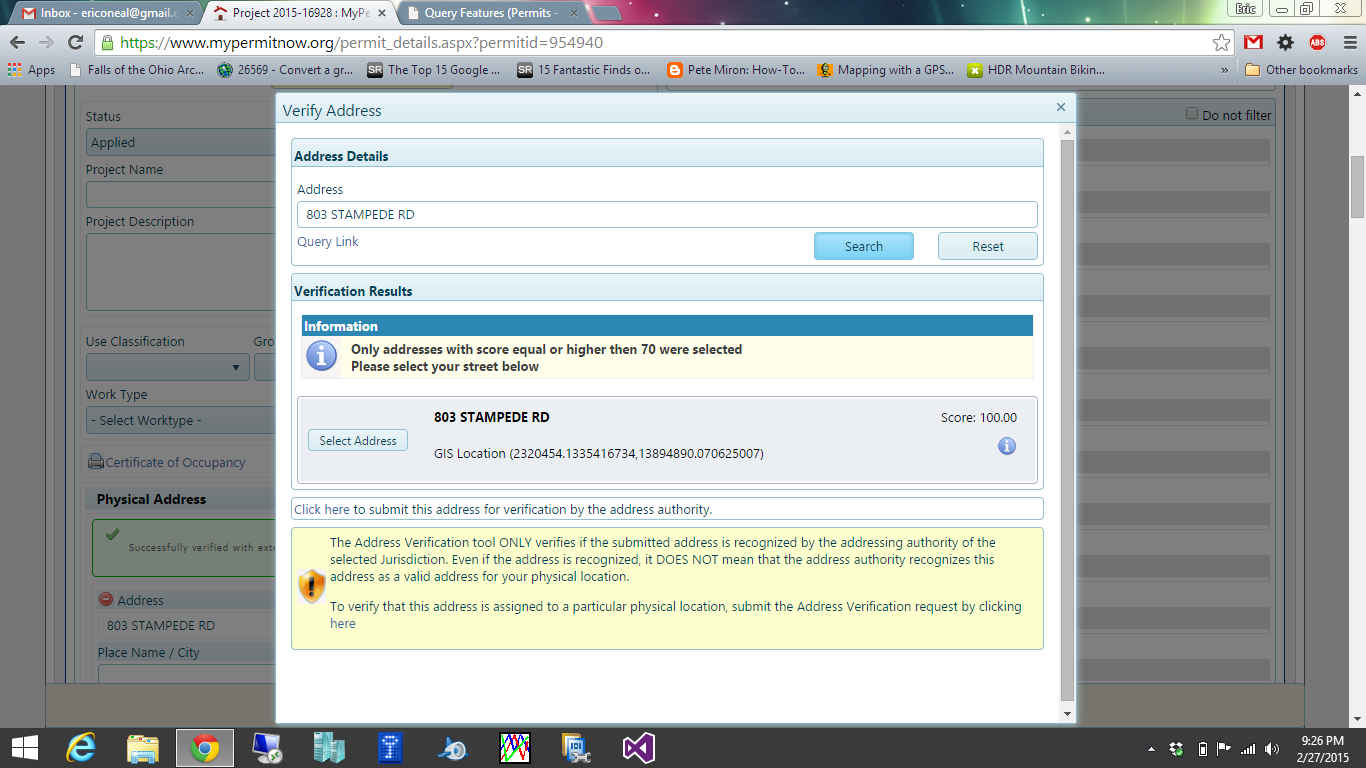 Inbox - ericoneal@gmail.c
Project 2015-16928 : MyPe
Query Features (Permits -
Eric
https://www.mypermitnow.org/permit_details.aspx?permitid=954940
ABS
Apps
Falls of the Ohio Arc...
26569 - Convert a gr...
SR The Top 15 Google ...
SR 15 Fantastic Finds o...
Pete Miron: How-To...
Mapping with a GPS...
HDR Mountain Bikin...
»
Other bookmarks
Status
Applied
Project Name
Project Description
Use Classification
Gro
Work Type
- Select Worktype -
Certificate of Occupancy
Physical Address
Successfully verified with exte
Address
803 STAMPEDE RD
Place Name / City
Do not filter
Verify Address
Address Details
Address
803 STAMPEDE RD
Query Link
Search
Reset
Verification Results
Information
Only addresses with score equal or higher then 70 were selected
Please select your street below
803 STAMPEDE RD
Score: 100.00
Select Address
GIS Location (2320454.1335416734,13894890.070625007)
Click here to submit this address for verification by the address authority.
The Address Verification tool ONLY verifies if the submitted address is recognized by the addressing authority of the
selected Jurisdiction. Even if the address is recognized, it DOES NOT mean that the address authority recognizes this
address as a valid address for your physical location.
To verify that this address is assigned to a particular physical location, submit the Address Verification request by clicking
here
9:26 PM
2/27/2015